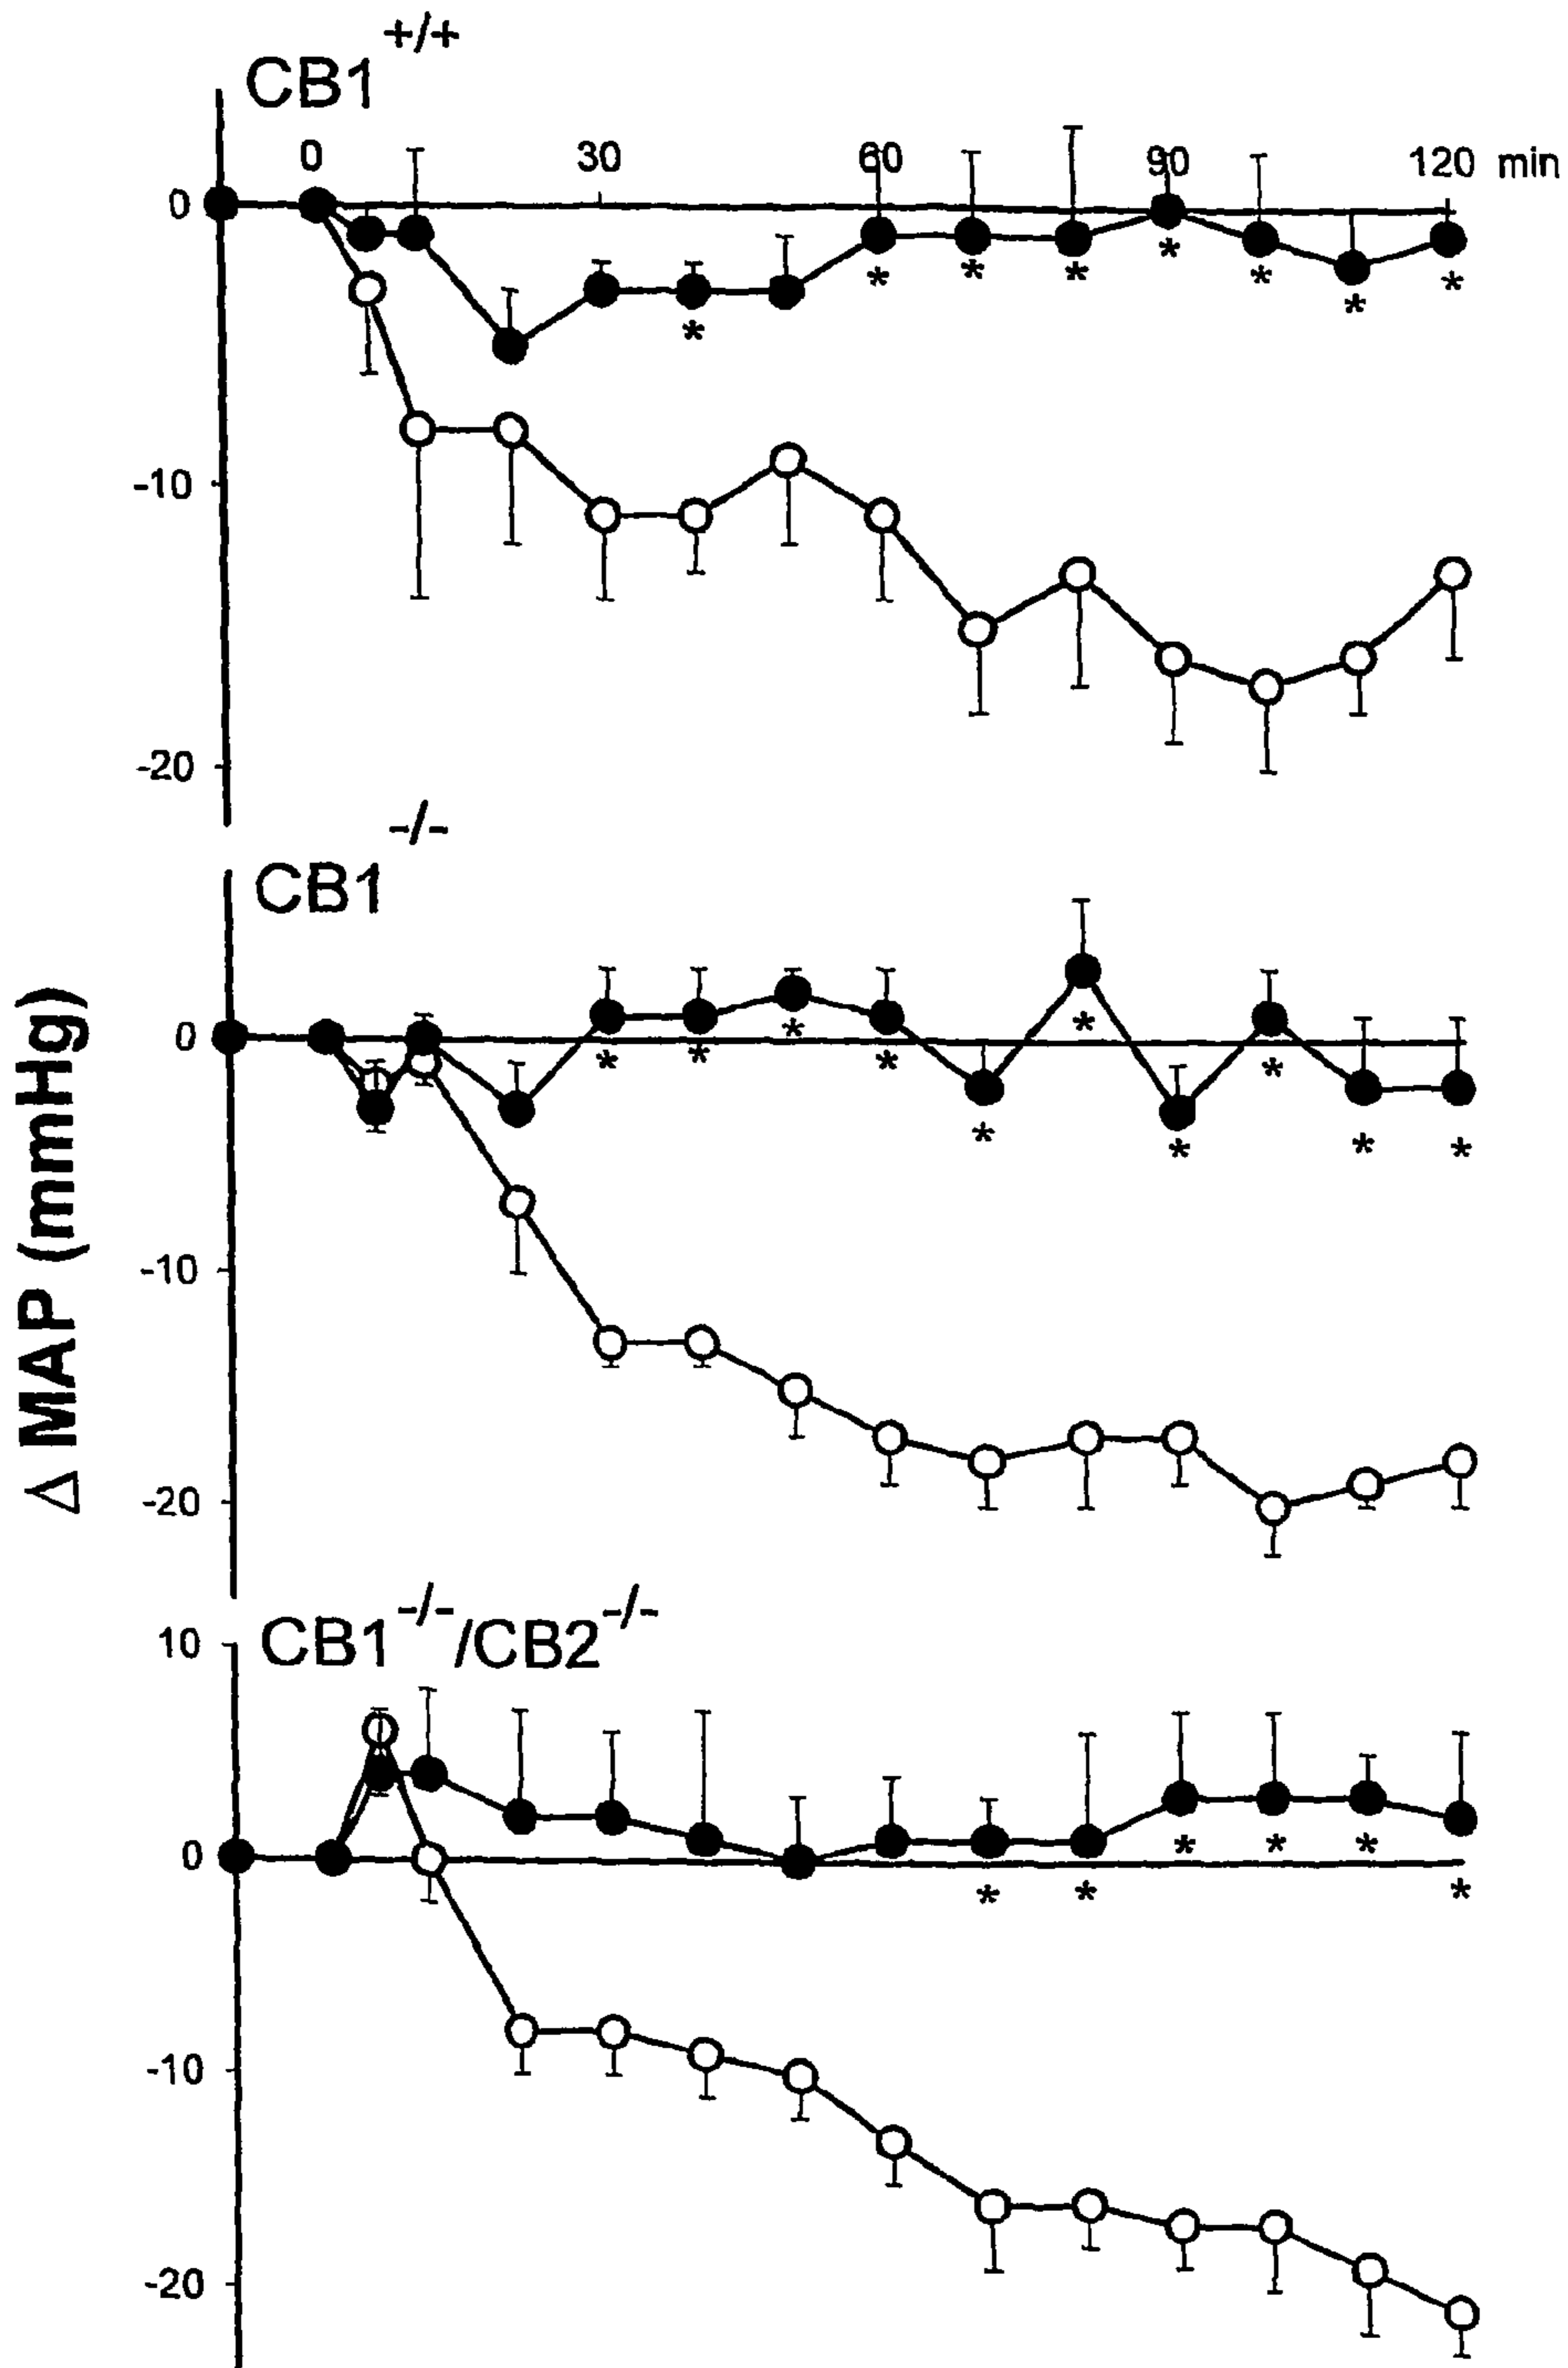 CB1 +/+
0 30 60 90 120 min
0
*
* * * * * * *
-10
-20
CB1 -/-
0
* * * * * * * * * *
-10
-20
Δ MAP (mmHg)
CB1 -/- /CB2 -/-
10
0
* * * * * *
-10
-20